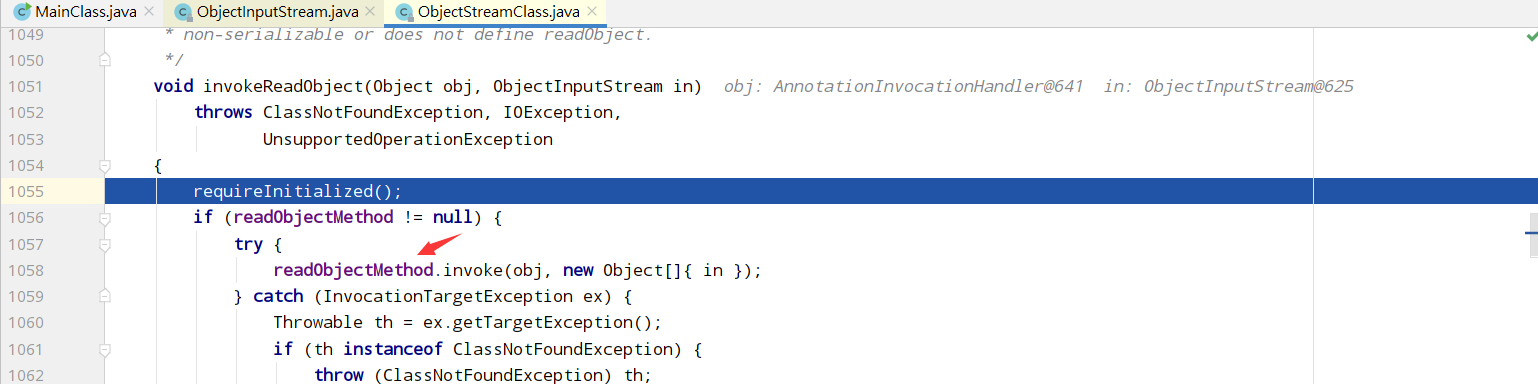 MainClass.java × ObjectInputStream.java × ObjectStreamClass.java ×
1049 * non-serializable or does not define readObject.
1050 */
1051 void invokeReadObject(Object obj, ObjectInputStream in) obj: AnnotationInvocationHandler@641 in: ObjectInputStream@625
1052 throws ClassNotFoundException, IOException,
1053 UnsupportedOperationException
1054 {
1055 requireInitialized();
1056 if (readObjectMethod != null) {
1057 try {
1058 readObjectMethod.invoke(obj, new Object[]{ in });
1059 } catch (InvocationTargetException ex) {
1060 Throwable th = ex.getTargetException();
1061 if (th instanceof ClassNotFoundException) {
1062 throw (ClassNotFoundException) th;